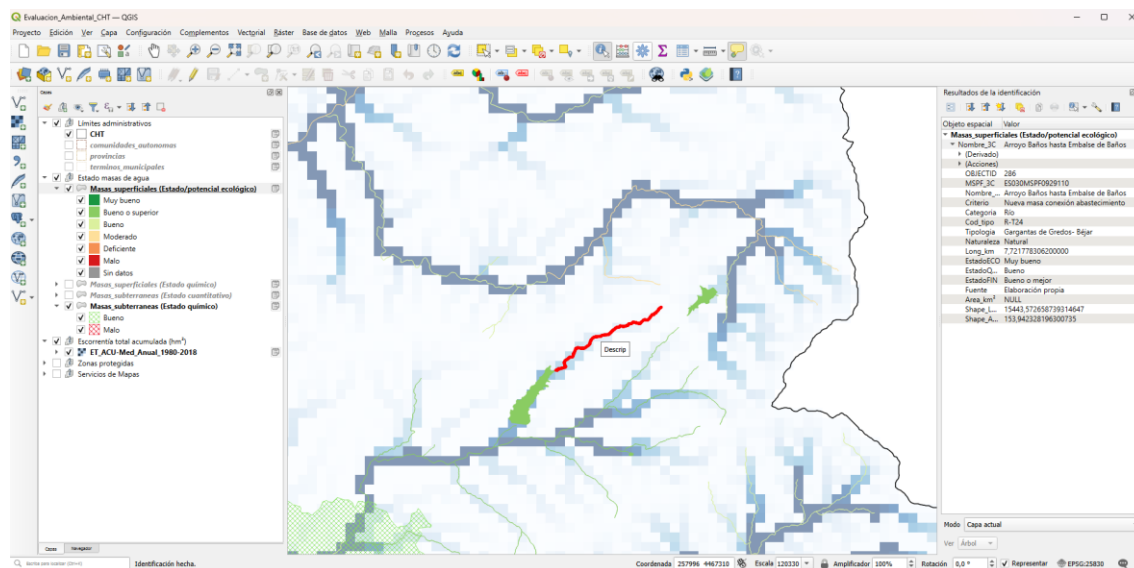 Evaluacion_Ambiental_CHT — QGIS
Proyecto Edición Ver Capa Configuración Complementos Vectorial Ráster Base de datos Web Malla Procesos Ayuda
Capas
Límites administrativos
CHT
comunidades_autonomas
provincias
terminos_municipales
Estado masas de agua
Masas_superficiales (Estado/potencial ecológico)
Muy bueno
Bueno o superior
Bueno
Moderado
Deficiente
Malo
Sin datos
Masas_superficiales (Estado químico)
Masas_subterraneas (Estado cuantitativo)
Masas_subterraneas (Estado químico)
Bueno
Malo
Escorrentía total acumulada (hm³)
ET_ACU-Med_Anual_1980-2018
Zonas protegidas
Servicios de Mapas
Capas Navegador
Descrip
Resultados de la identificación
Objeto espacial Valor
Masas_superficiales (Estado/potencial ecológico)
Nombre_3C Arroyo Baños hasta Embalse de Baños
(Derivado)
(Acciones)
OBJECTID 286
MSPF_3C ES030MSPF0929110
Nombre_... Arroyo Baños hasta Embalse de Baños
Criterio Nueva masa conexión abastecimiento
Categoria Río
Cod_tipo R-T24
Tipologia Gargantas de Gredos- Béjar
Naturaleza Natural
Long_km 7,721778306200000
EstadoECO Muy bueno
EstadoQ... Bueno
EstadoFIN Bueno o mejor
Fuente Elaboración propia
Area_km² NULL
Shape_L... 15443,572658739314647
Shape_A... 153,942328196300735
Modo Capa actual
Ver Árbol
Identificación hecha. Coordenada 257996 4467310 Escala 120330 Amplificador 100% Rotación 0,0 ° Representar EPSG:25830